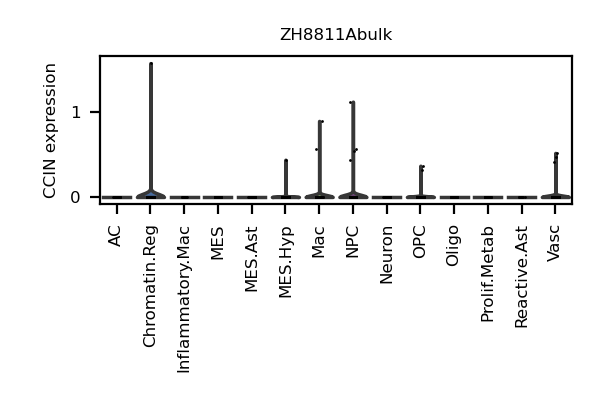 ZH8811Abulk
CCIN expression
1
0
AC
Chromatin.Reg
Inflammatory.Mac
MES
MES.Ast
MES.Hyp
Mac
NPC
Neuron
OPC
Oligo
Prolif.Metab
Reactive.Ast
Vasc